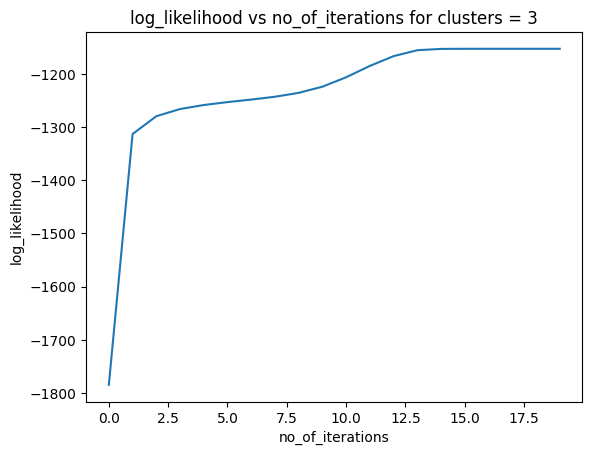 log_likelihood vs no_of_iterations for clusters = 3
log_likelihood
−1200
−1300
−1400
−1500
−1600
−1700
−1800
0.0 2.5 5.0 7.5 10.0 12.5 15.0 17.5
no_of_iterations